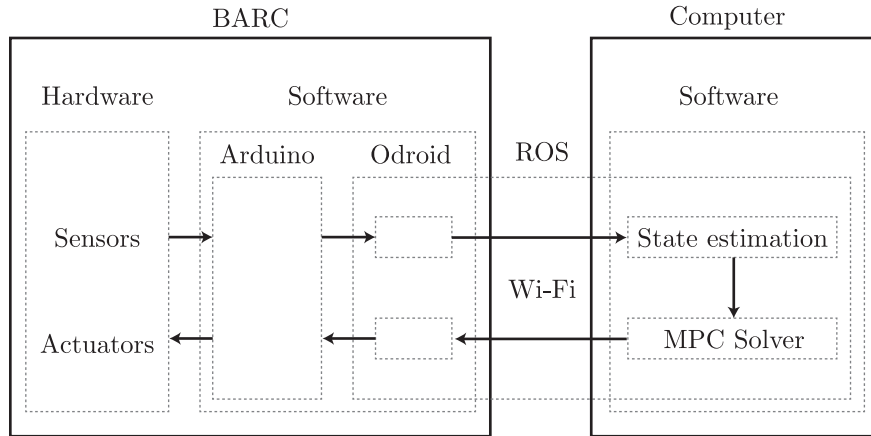 BARC
Computer
Hardware
Software
Software
Arduino
Odroid
ROS
Sensors
State estimation
Wi-Fi
Actuators
MPC Solver